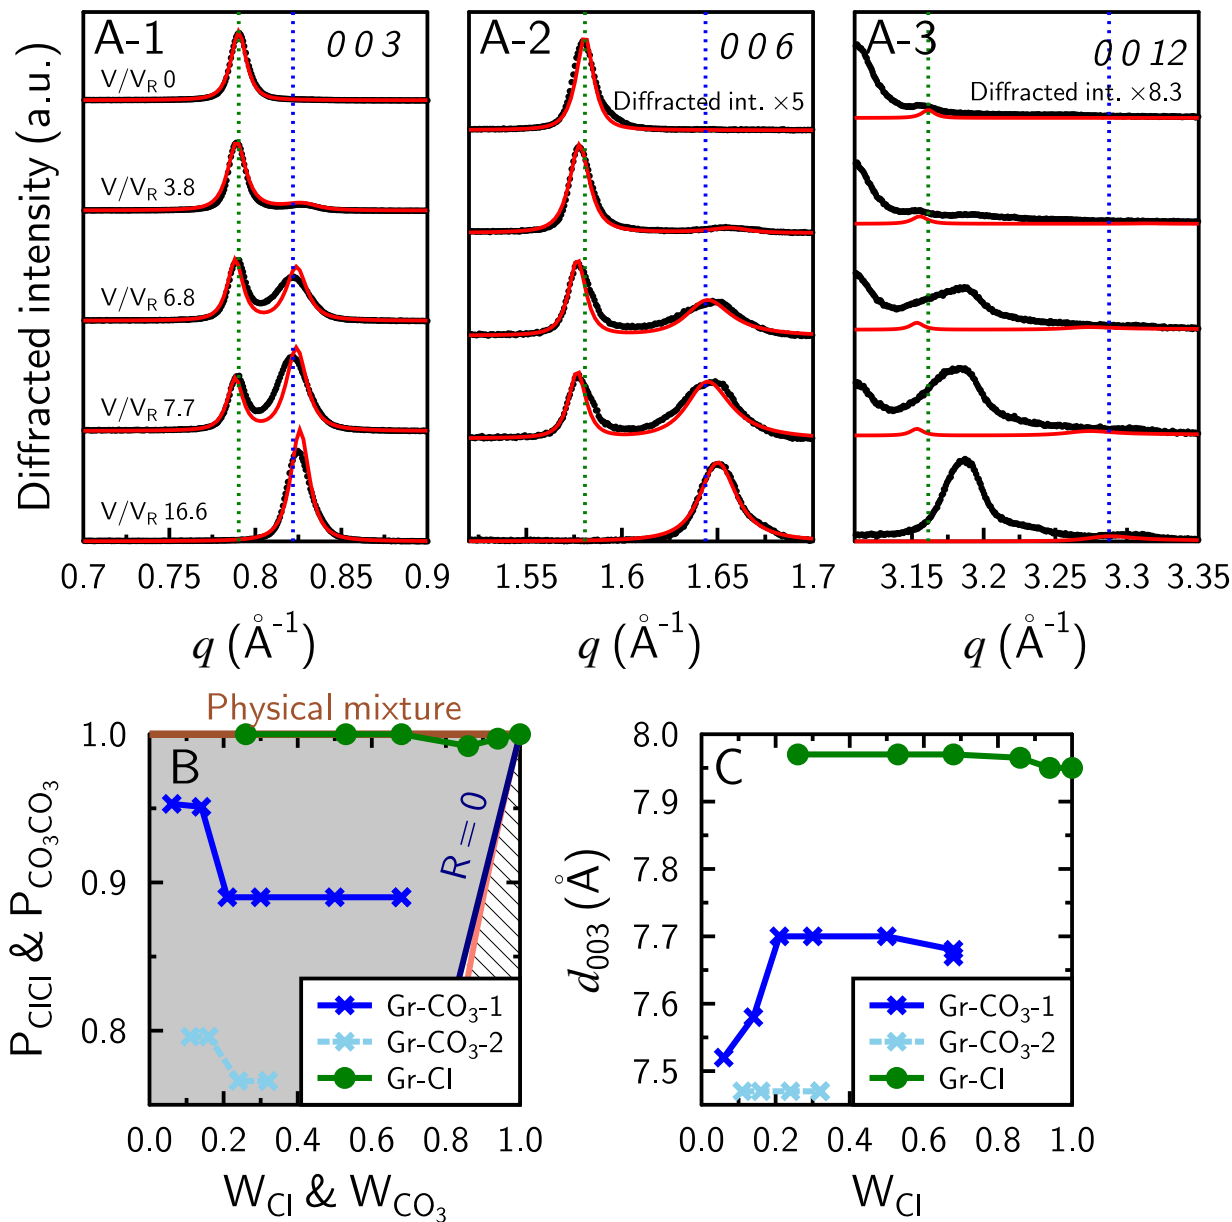 Diffracted intensity (a.u.)
A-1
0 0 3
V/V_R 0
V/V_R 3.8
V/V_R 6.8
V/V_R 7.7
V/V_R 16.6
0.7 0.75 0.8 0.85 0.9
q (Å⁻¹)
A-2
0 0 6
Diffracted int. ×5
1.55 1.6 1.65 1.7
q (Å⁻¹)
A-3
0 0 12
Diffracted int. ×8.3
3.15 3.2 3.25 3.3 3.35
q (Å⁻¹)
Physical mixture
B
R = 0
1.0
0.9
0.8
P_ClCl & P_CO₃CO₃
Gr-CO₃-1
Gr-CO₃-2
Gr-Cl
0.0 0.2 0.4 0.6 0.8 1.0
W_Cl & W_CO₃
C
8.0
7.9
7.8
7.7
7.6
7.5
d₀₀₃ (Å)
Gr-CO₃-1
Gr-CO₃-2
Gr-Cl
0.0 0.2 0.4 0.6 0.8 1.0
W_Cl